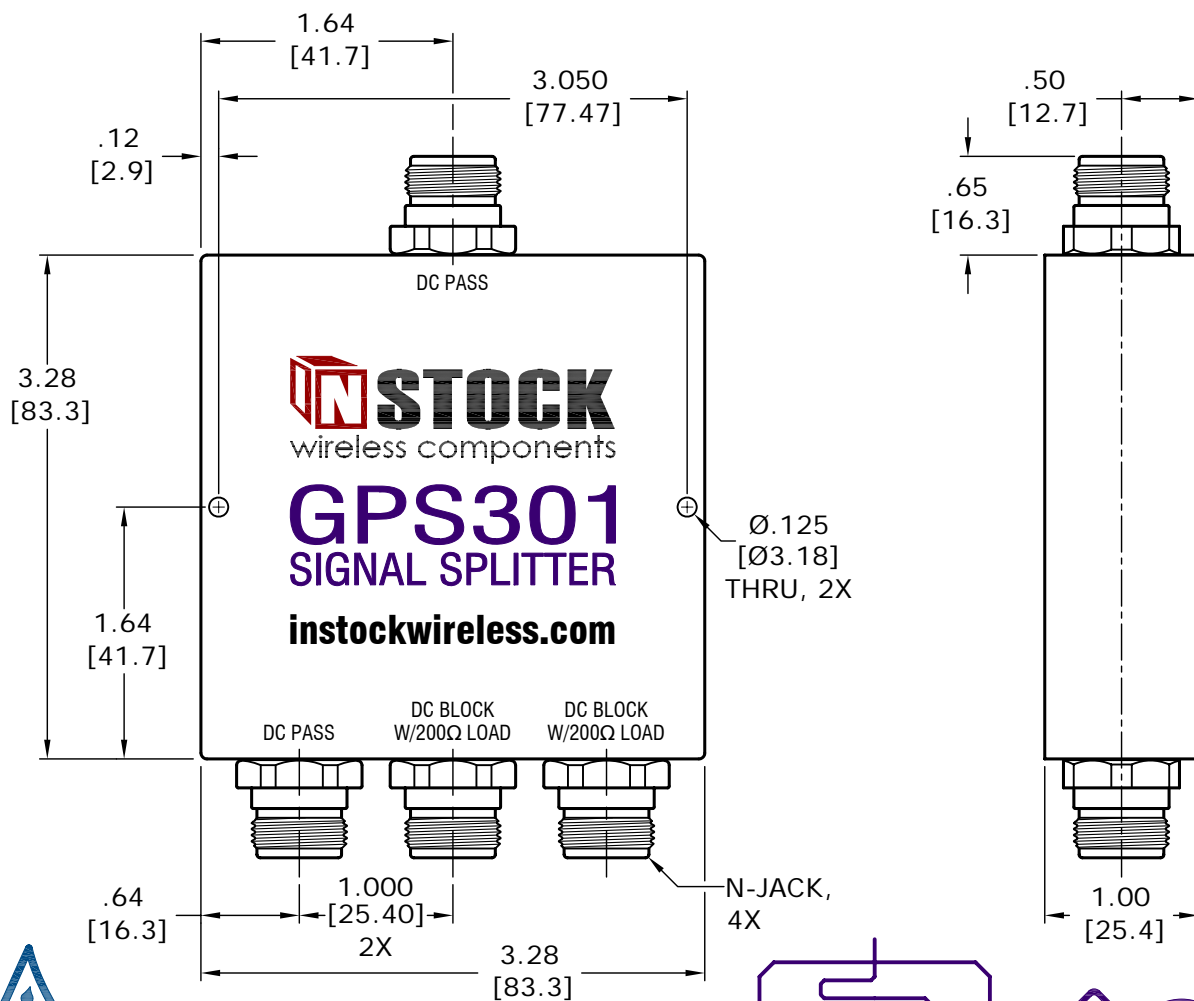 1.64
[41.7]
3.050
[77.47]
.50
[12.7]
.12
[2.9]
.65
[16.3]
DC PASS
3.28
[83.3]
IN STOCK
wireless components
GPS301
SIGNAL SPLITTER
instockwireless.com
Ø.125
[Ø3.18]
THRU, 2X
1.64
[41.7]
DC PASS
DC BLOCK
W/200Ω LOAD
DC BLOCK
W/200Ω LOAD
N-JACK,
4X
.64
[16.3]
1.000
[25.40]
2X
3.28
[83.3]
1.00
[25.4]